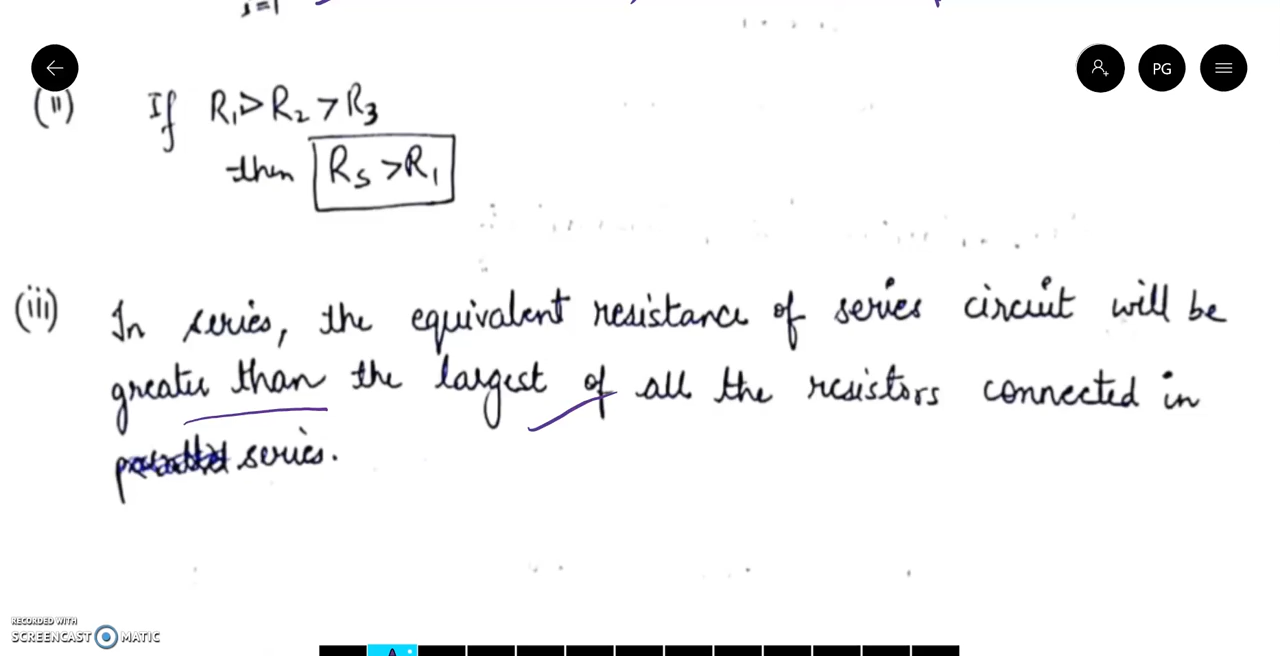 (ii) If R₁ > R₂ > R₃
PG
then R_S > R₁
(iii) In series, the equivalent resistance of series circuit will be
greater than the largest of all the resistors connected in
series.
RECORDED WITH
SCREENCAST MATIC